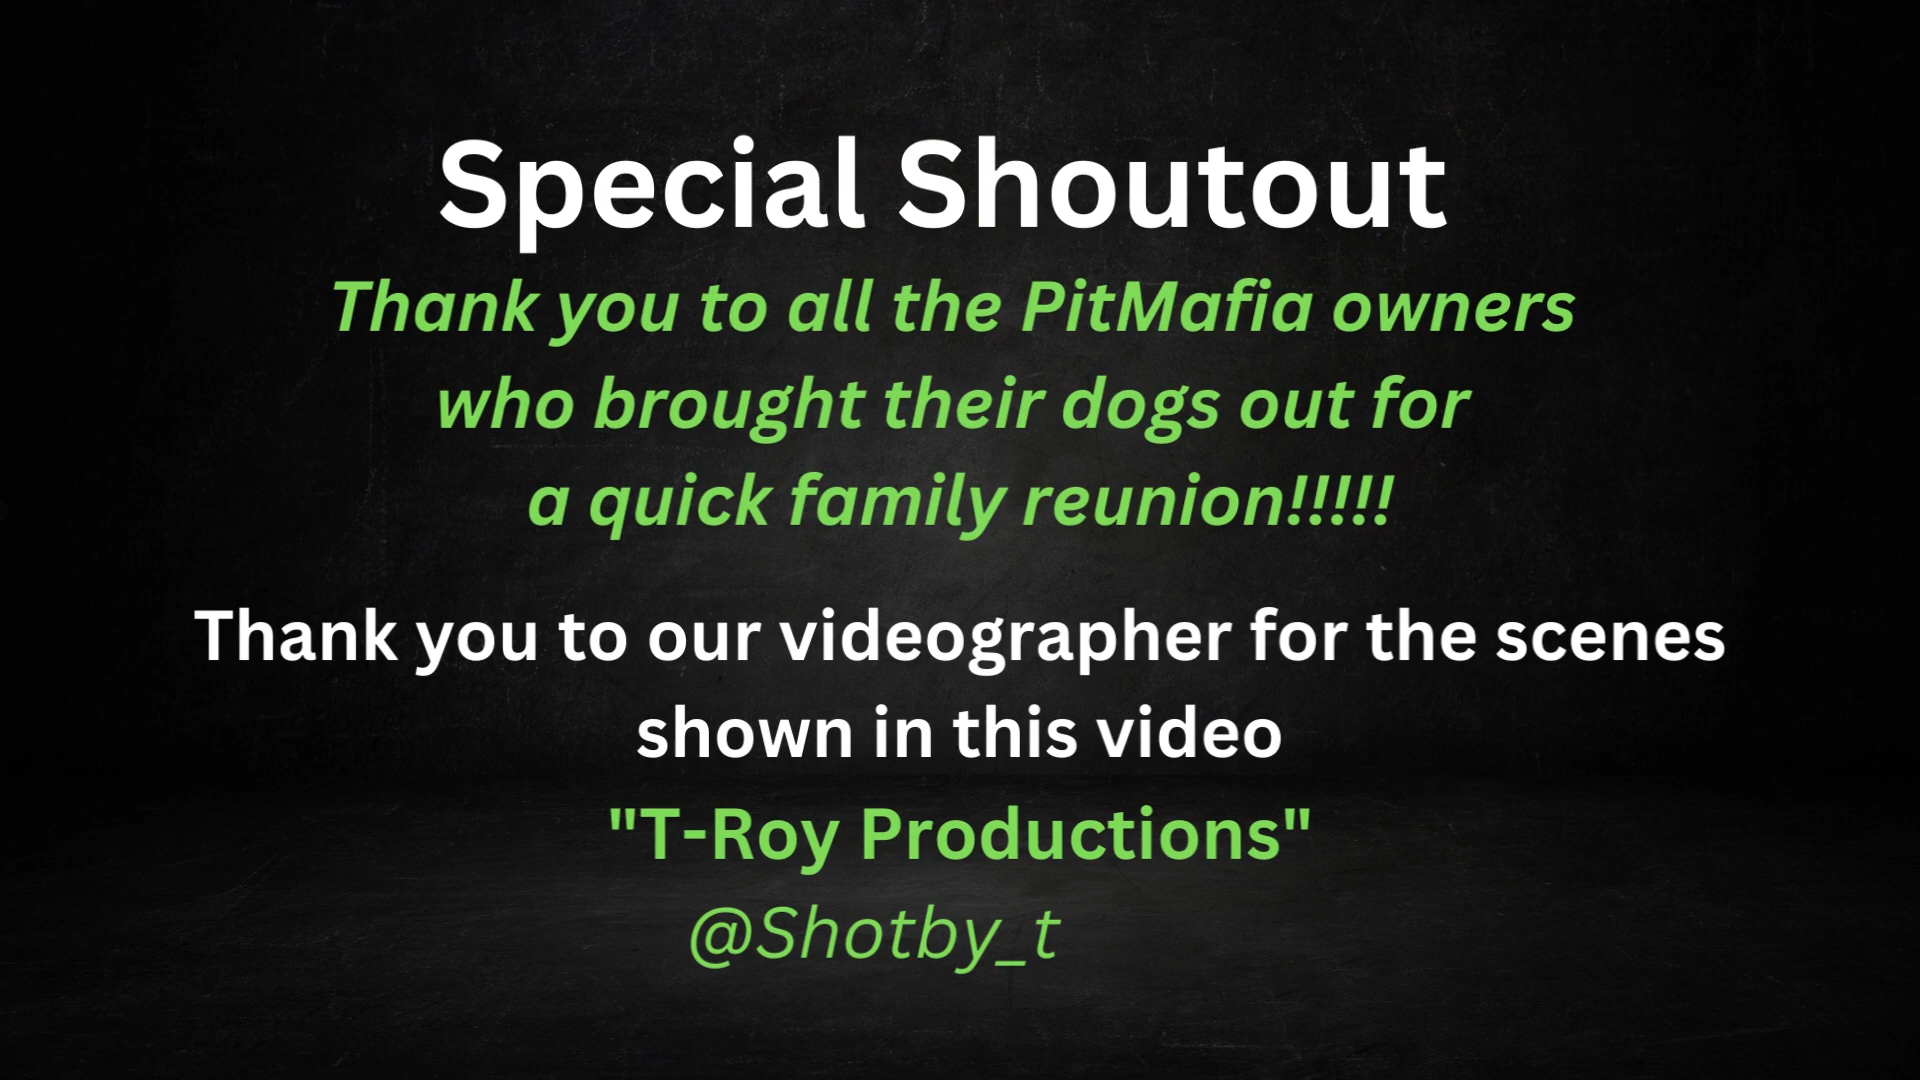 Special Shoutout
Thank you to all the PitMafia owners
who brought their dogs out for
a quick family reunion!!!!!
Thank you to our videographer for the scenes
shown in this video
"T-Roy Productions"
@Shotby_t